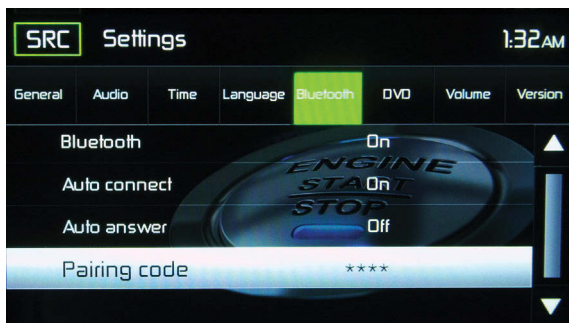 SRC Settings 1:32AM
General Audio Time Language Bluetooth DVD Volume Version
Bluetooth On
Auto connect On
Auto answer Off
Pairing code ****
ENGINE
START
STOP